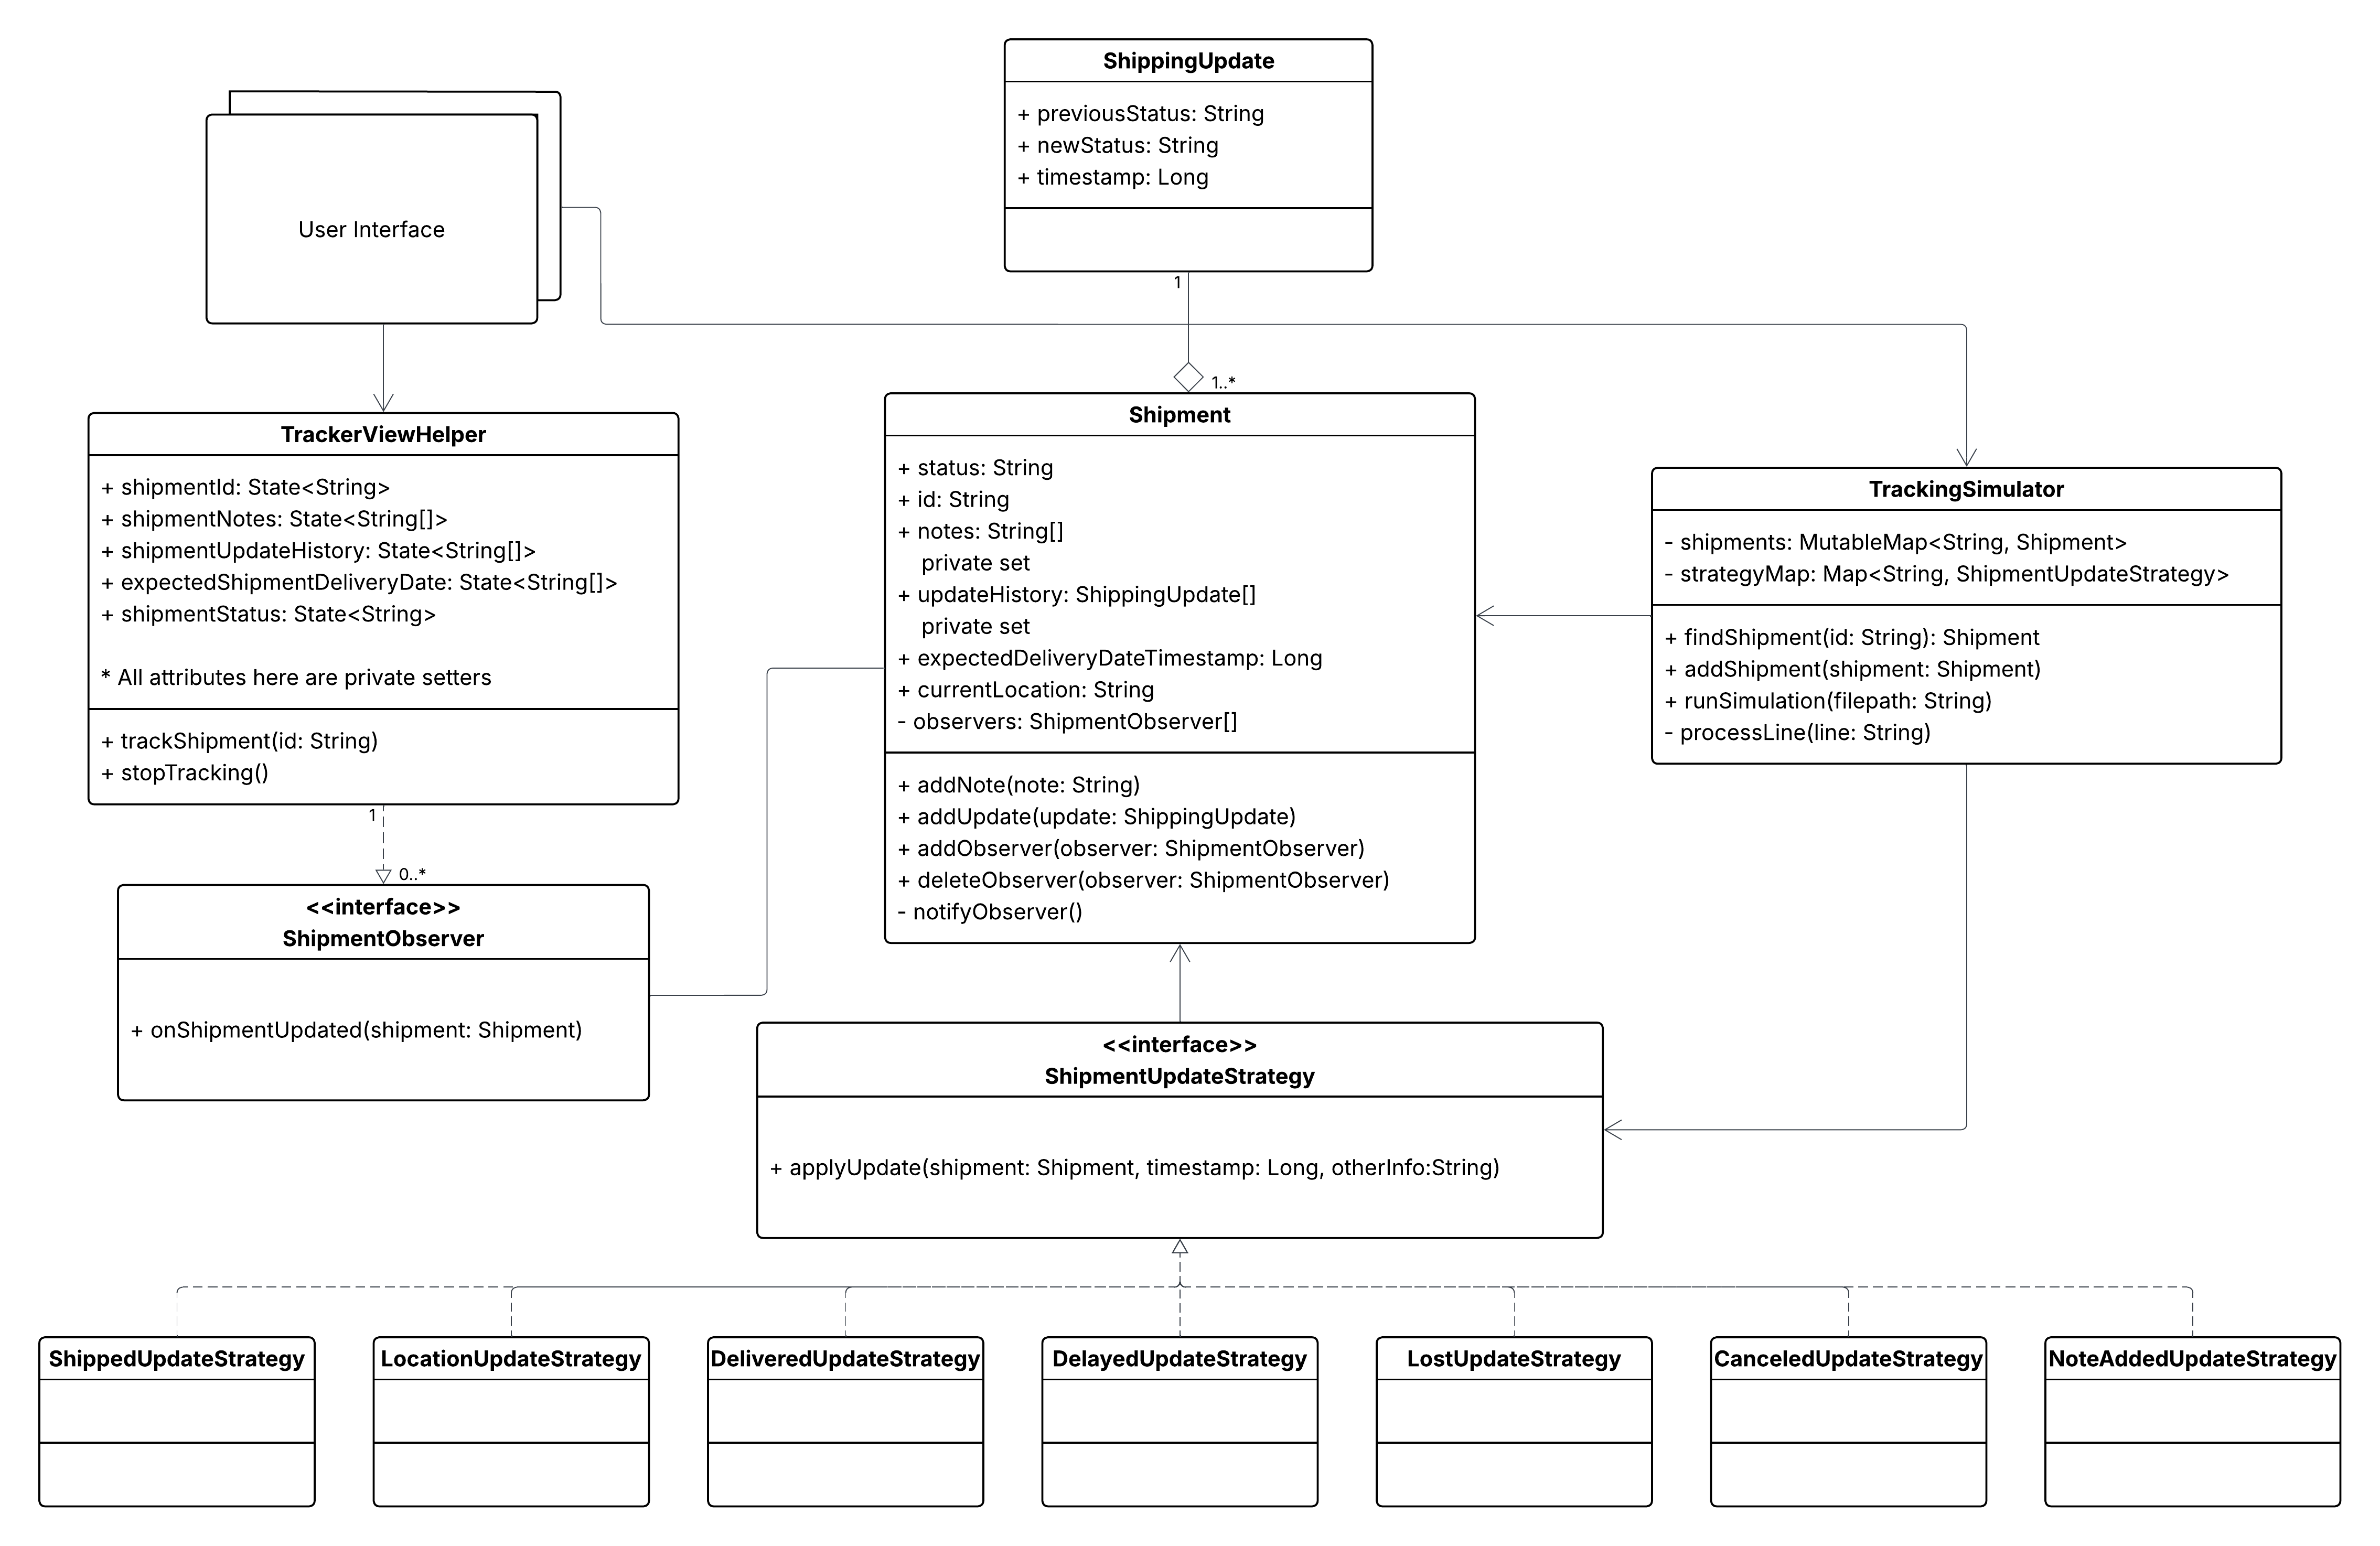 ShippingUpdate
+ previousStatus: String
+ newStatus: String
+ timestamp: Long
User Interface
1
1..*
TrackerViewHelper
+ shipmentId: State<String>
+ shipmentNotes: State<String[]>
+ shipmentUpdateHistory: State<String[]>
+ expectedShipmentDeliveryDate: State<String[]>
+ shipmentStatus: State<String>
* All attributes here are private setters
+ trackShipment(id: String)
+ stopTracking()
Shipment
+ status: String
+ id: String
+ notes: String[]
private set
+ updateHistory: ShippingUpdate[]
private set
+ expectedDeliveryDateTimestamp: Long
+ currentLocation: String
- observers: ShipmentObserver[]
+ addNote(note: String)
+ addUpdate(update: ShippingUpdate)
+ addObserver(observer: ShipmentObserver)
+ deleteObserver(observer: ShipmentObserver)
- notifyObserver()
TrackingSimulator
- shipments: MutableMap<String, Shipment>
- strategyMap: Map<String, ShipmentUpdateStrategy>
+ findShipment(id: String): Shipment
+ addShipment(shipment: Shipment)
+ runSimulation(filepath: String)
- processLine(line: String)
1
0..*
<<interface>>
ShipmentObserver
+ onShipmentUpdated(shipment: Shipment)
<<interface>>
ShipmentUpdateStrategy
+ applyUpdate(shipment: Shipment, timestamp: Long, otherInfo:String)
ShippedUpdateStrategy
LocationUpdateStrategy
DeliveredUpdateStrategy
DelayedUpdateStrategy
LostUpdateStrategy
CanceledUpdateStrategy
NoteAddedUpdateStrategy